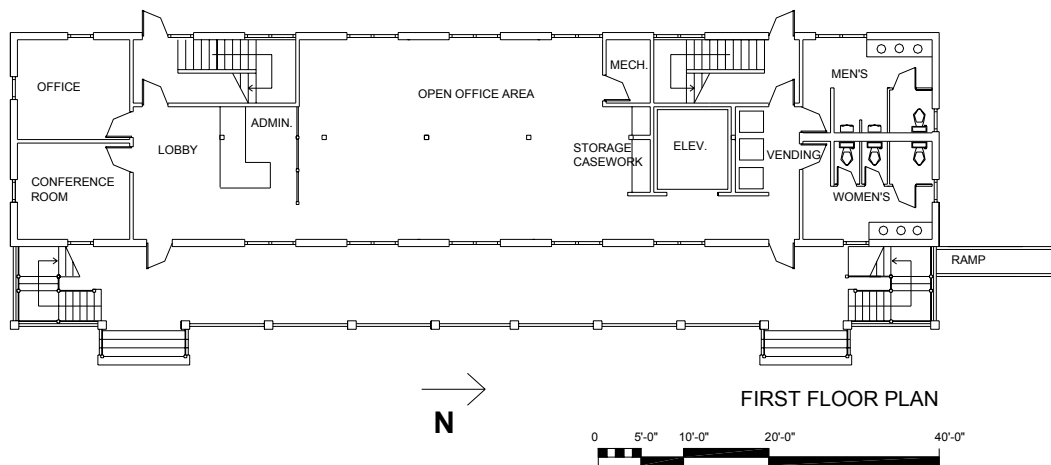 MECH.
MEN'S
OFFICE
OPEN OFFICE AREA
ADMIN.
LOBBY
STORAGE
CASEWORK
ELEV.
VENDING
CONFERENCE
ROOM
WOMEN'S
RAMP
N
FIRST FLOOR PLAN
0 5'-0" 10'-0" 20'-0" 40'-0"